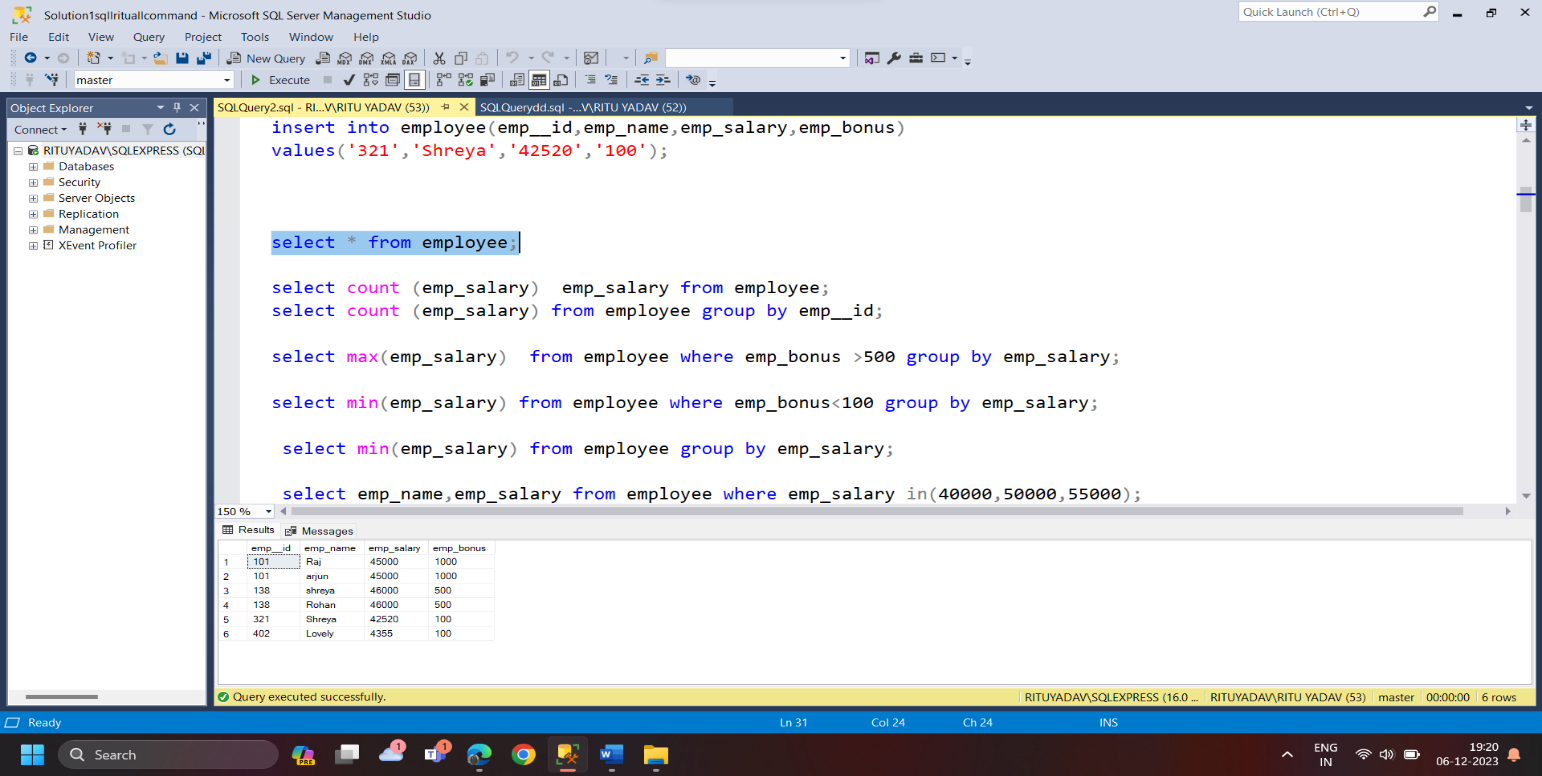 Solution1sqllrituallcommand - Microsoft SQL Server Management Studio
Quick Launch (Ctrl+Q)
File Edit View Query Project Tools Window Help
New Query MDX DMX XMLA DAX
master Execute
Object Explorer
SQLQuery2.sql - RI...V\RITU YADAV (53)) SQLQuerydd.sql -...V\RITU YADAV (52))
Connect
RITUYADAV\SQLEXPRESS (SQL
Databases
Security
Server Objects
Replication
Management
XEvent Profiler
insert into employee(emp__id,emp_name,emp_salary,emp_bonus)
values('321','Shreya','42520','100');
select * from employee;
select count (emp_salary)  emp_salary from employee;
select count (emp_salary) from employee group by emp__id;
select max(emp_salary)  from employee where emp_bonus >500 group by emp_salary;
select min(emp_salary) from employee where emp_bonus<100 group by emp_salary;
select min(emp_salary) from employee group by emp_salary;
select emp_name,emp_salary from employee where emp_salary in(40000,50000,55000);
150 %
Results Messages
emp__id emp_name emp_salary emp_bonus
1 101 Raj 45000 1000
2 101 arjun 45000 1000
3 138 shreya 46000 500
4 138 Rohan 46000 500
5 321 Shreya 42520 100
6 402 Lovely 4355 100
Query executed successfully. RITUYADAV\SQLEXPRESS (16.0 ... RITUYADAV\RITU YADAV (53) master 00:00:00 6 rows
Ready Ln 31 Col 24 Ch 24 INS
Search PRE 1 1 ENG IN 19:20 06-12-2023